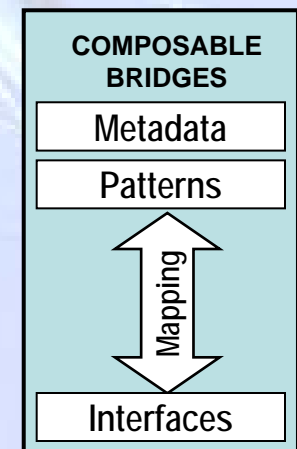 COMPOSABLE
BRIDGES
Metadata
Patterns
Mapping
Interfaces